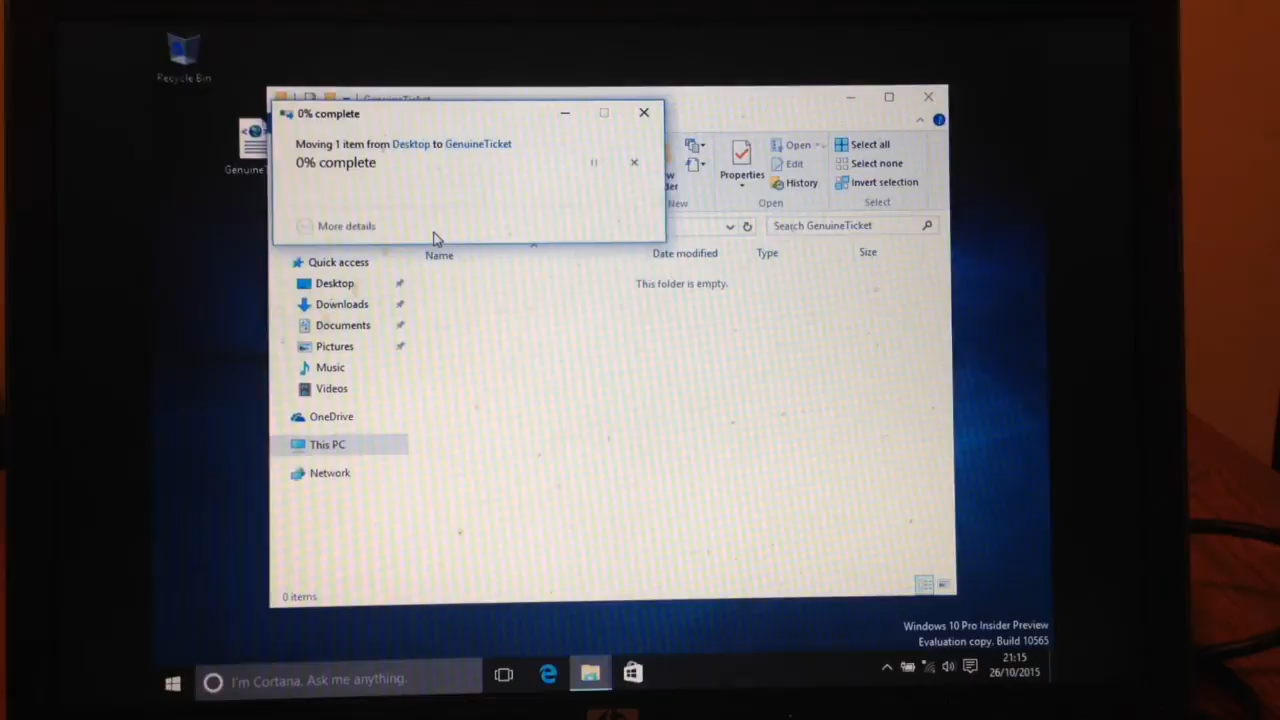 Recycle Bin
0% complete
Moving 1 item from Desktop to GenuineTicket
0% complete
More details
Properties
Open
Edit
History
Select all
Select none
Invert selection
New
Open
Select
Search GenuineTicket
Name
Date modified
Type
Size
This folder is empty.
Quick access
Desktop
Downloads
Documents
Pictures
Music
Videos
OneDrive
This PC
Network
0 items
Windows 10 Pro Insider Preview
Evaluation copy. Build 10565
I'm Cortana. Ask me anything.
21:15
26/10/2015